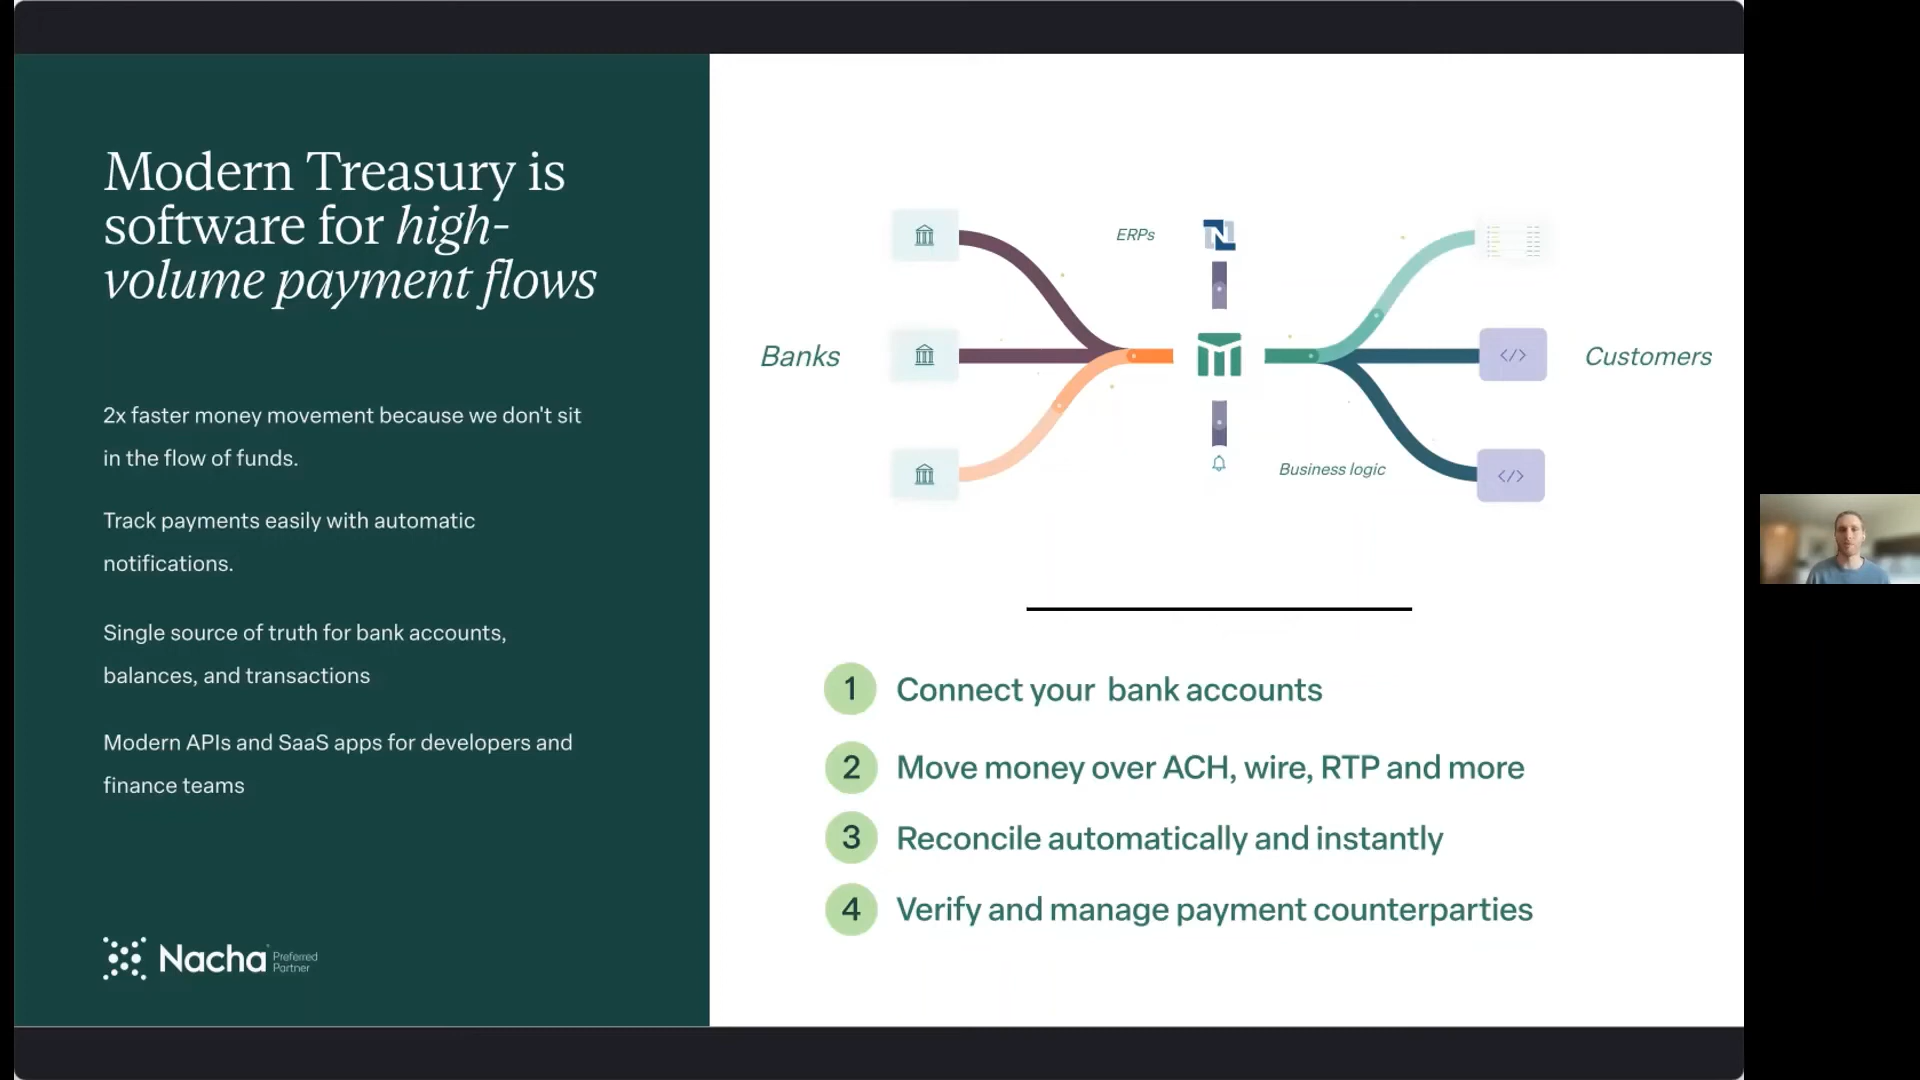 Modern Treasury is
software for high-
volume payment flows
2x faster money movement because we don't sit
in the flow of funds.
Track payments easily with automatic
notifications.
Single source of truth for bank accounts,
balances, and transactions
Modern APIs and SaaS apps for developers and
finance teams
Nacha Preferred
Partner
Banks
ERPs
N
</>
</>
Business logic
Customers
1 Connect your bank accounts
2 Move money over ACH, wire, RTP and more
3 Reconcile automatically and instantly
4 Verify and manage payment counterparties